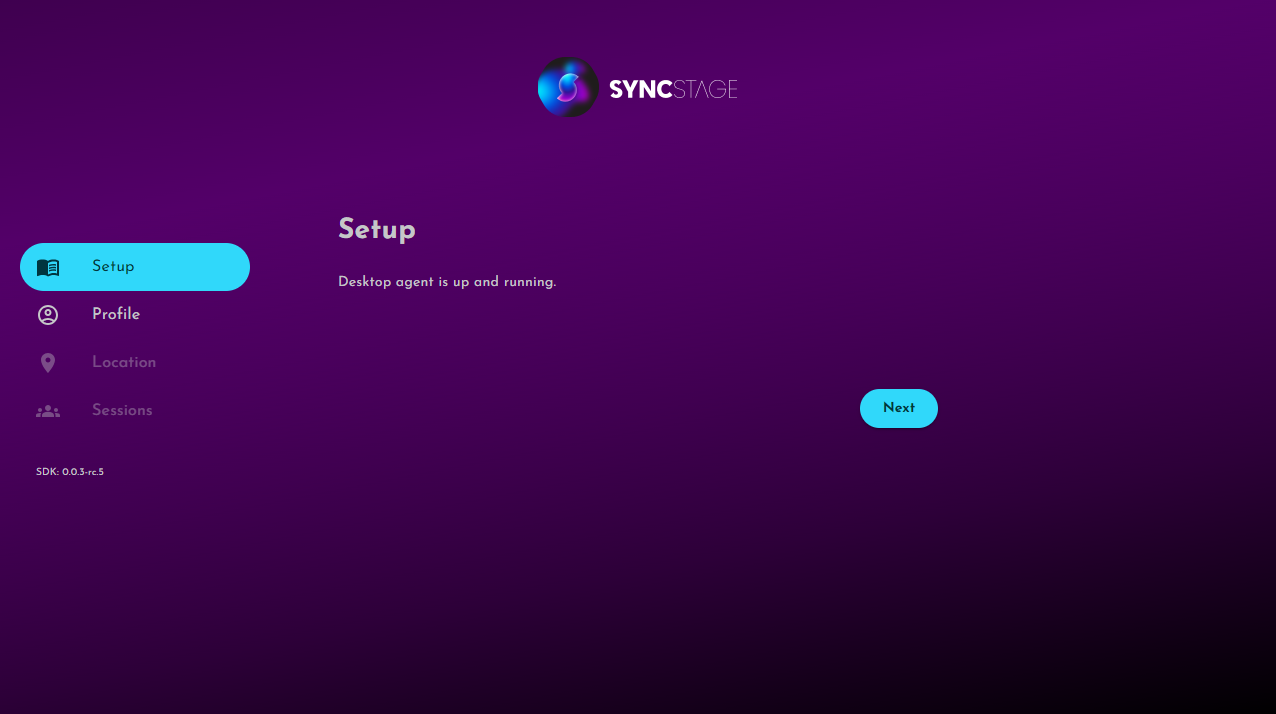 SYNCSTAGE
Setup
Desktop agent is up and running.
Setup
Profile
Location
Sessions
Next
SDK: 0.0.3-rc.5